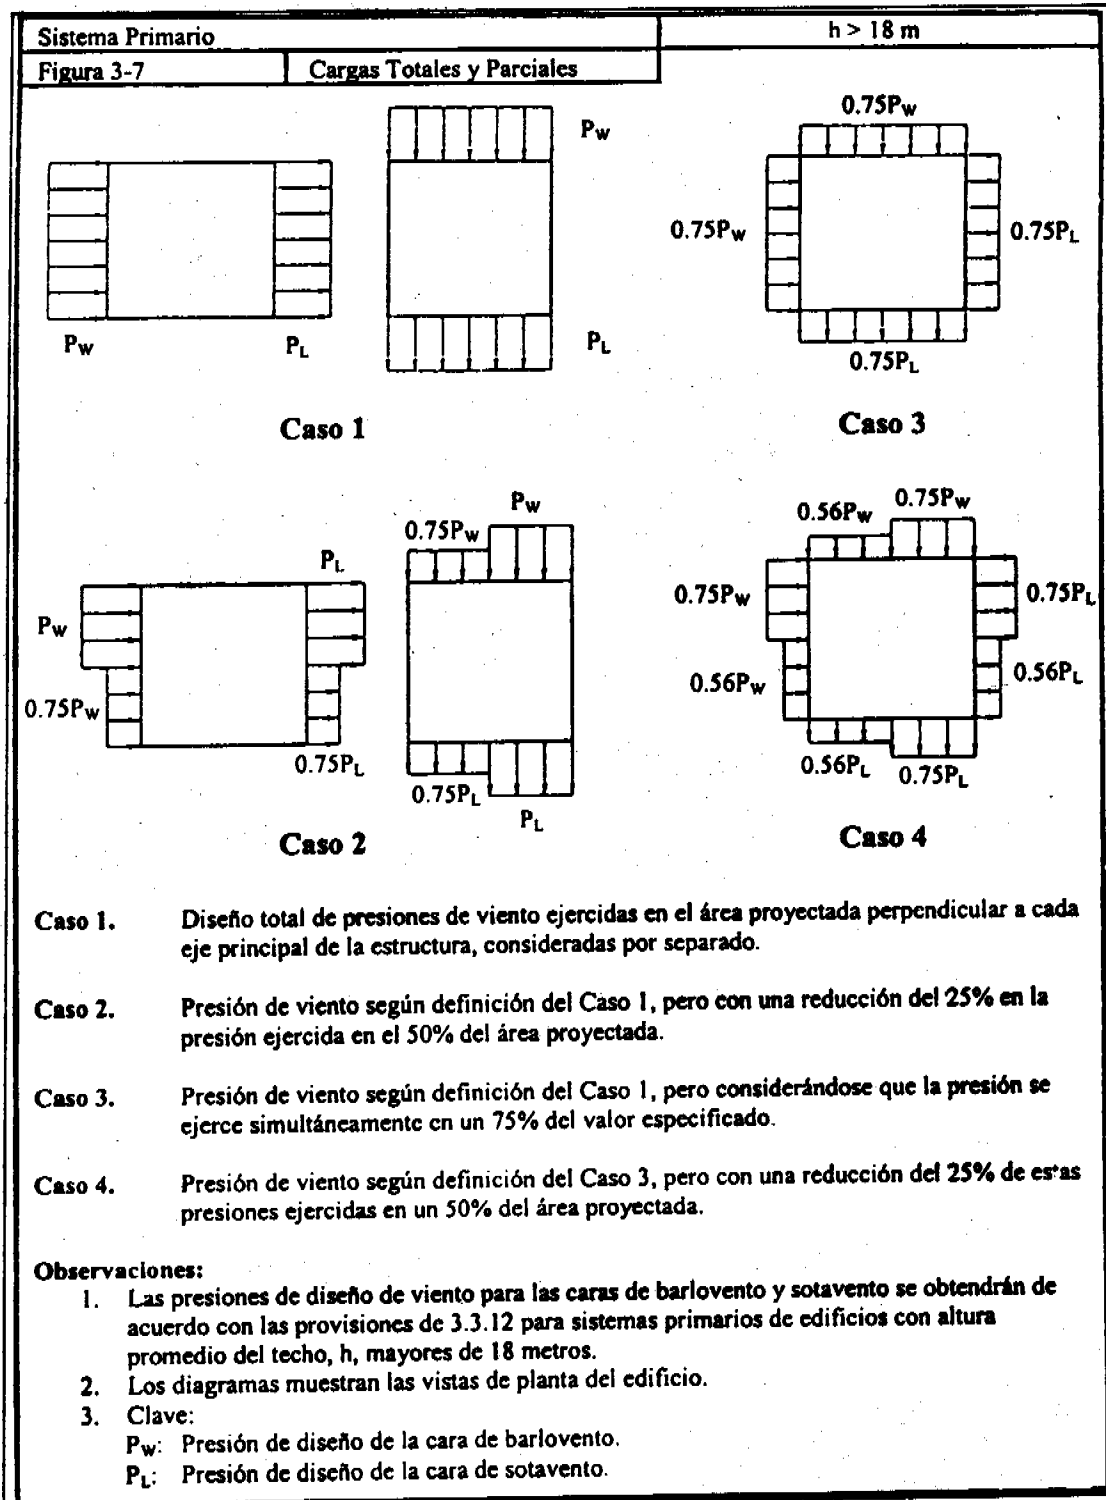 Sistema Primario
h > 18 m
Figura 3-7
Cargas Totales y Parciales
PW
PL
PW
PL
Caso 1
0.75PW
0.75PW
0.75PL
0.75PL
Caso 3
PL
PW
0.75PW
0.75PL
PW
0.75PW
0.75PL
PL
Caso 2
0.56PW
0.75PW
0.75PW
0.75PL
0.56PW
0.56PL
0.56PL
0.75PL
Caso 4
Caso 1. Diseño total de presiones de viento ejercidas en el área proyectada perpendicular a cada
eje principal de la estructura, consideradas por separado.
Caso 2. Presión de viento según definición del Caso 1, pero con una reducción del 25% en la
presión ejercida en el 50% del área proyectada.
Caso 3. Presión de viento según definición del Caso 1, pero considerándose que la presión se
ejerce simultáneamente en un 75% del valor especificado.
Caso 4. Presión de viento según definición del Caso 3, pero con una reducción del 25% de estas
presiones ejercidas en un 50% del área proyectada.
Observaciones:
1. Las presiones de diseño de viento para las caras de barlovento y sotavento se obtendrán de
acuerdo con las provisiones de 3.3.12 para sistemas primarios de edificios con altura
promedio del techo, h, mayores de 18 metros.
2. Los diagramas muestran las vistas de planta del edificio.
3. Clave:
PW: Presión de diseño de la cara de barlovento.
PL: Presión de diseño de la cara de sotavento.